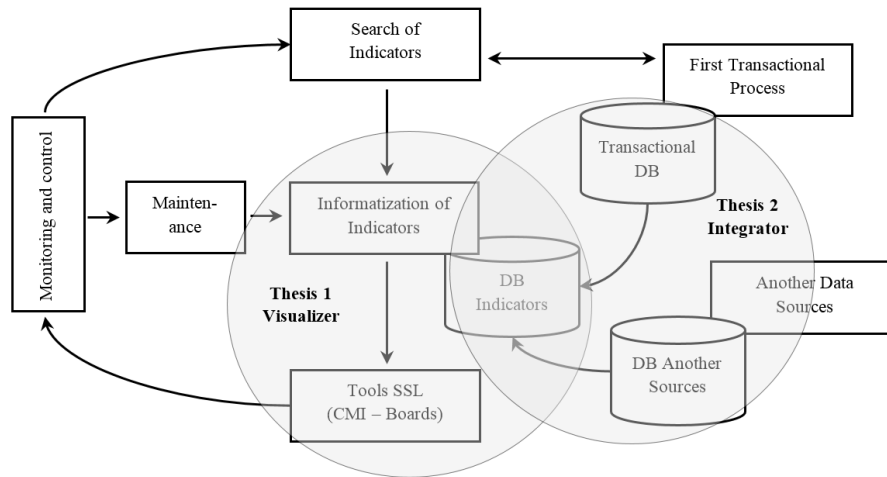 Search of
Indicators
First Transactional
Process
Monitoring and control
Mainten-
ance
Informatization of
Indicators
Transactional
DB
Thesis 2
Integrator
Thesis 1
Visualizer
DB
Indicators
Another Data
Sources
Tools SSL
(CMI – Boards)
DB Another
Sources